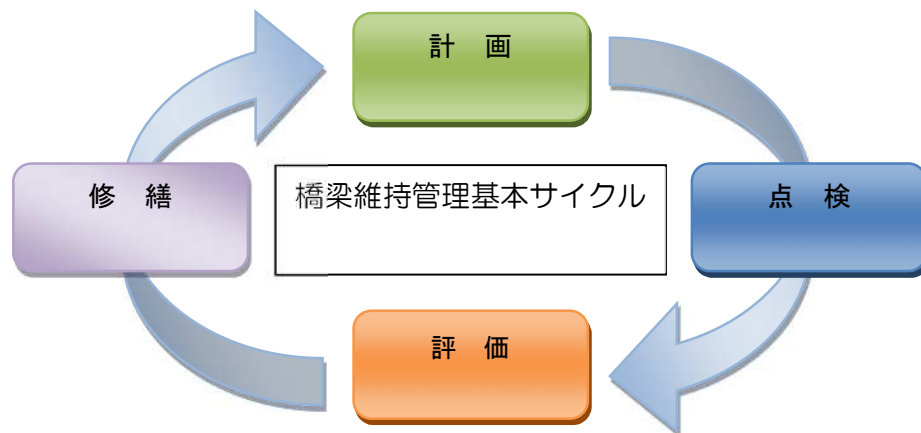 計　画
修　繕
橋梁維持管理基本サイクル
点　検
評　価